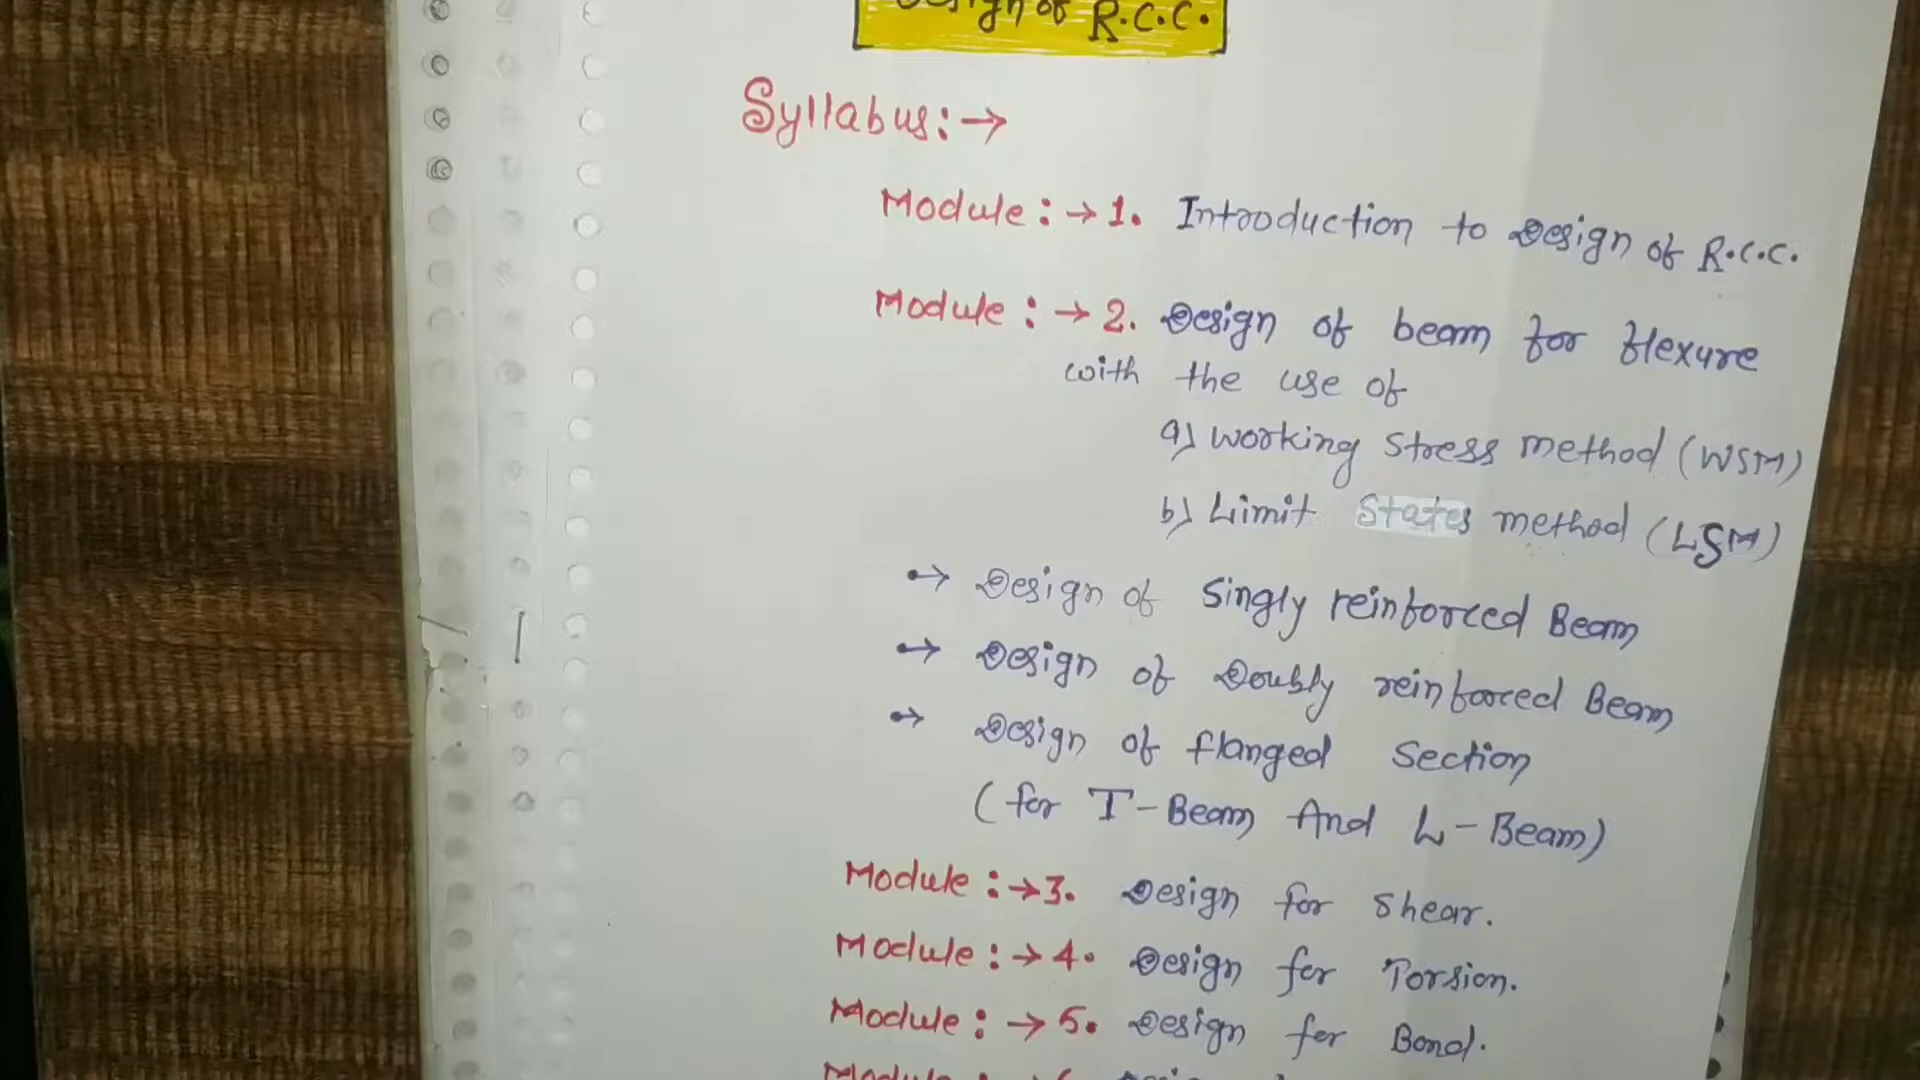 Design of R.C.C.
Syllabus:→
Module:→1. Introduction to Design of R.C.C.
Module:→2. Design of beam for flexure
with the use of
a) Working Stress method (WSM)
b) Limit States method (LSM)
→ Design of Singly reinforced Beam
→ Design of Doubly reinforced Beam
→ Design of flanged Section
(for T-Beam And L-Beam)
Module:→3. Design for Shear.
Module:→4. Design for Torsion.
Module:→5. Design for Bond.
Module: